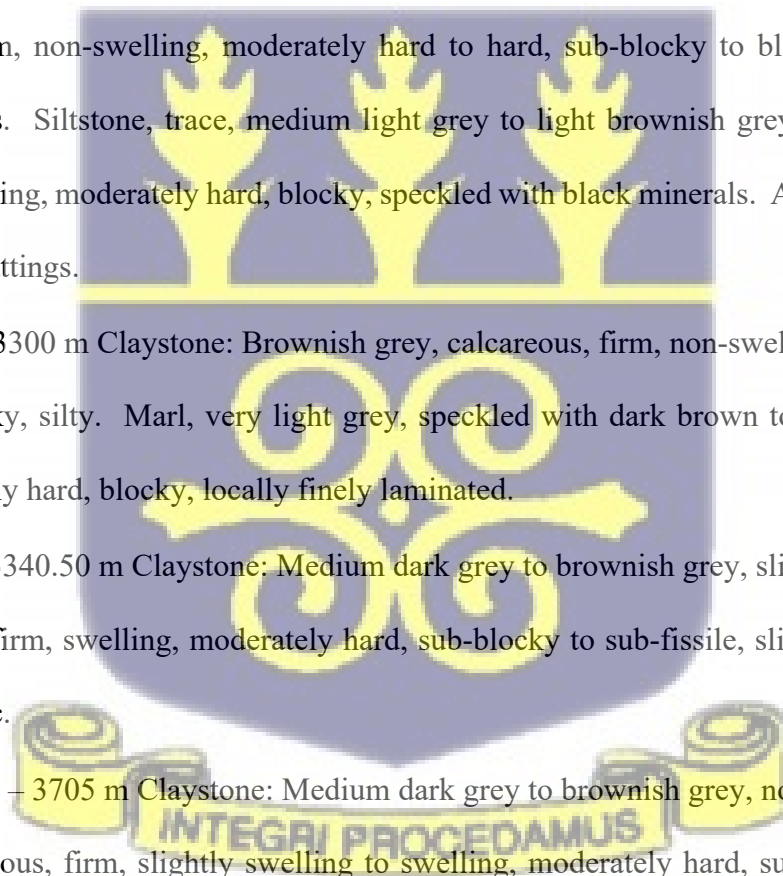 m, non-swelling, moderately hard to hard, sub-blocky to bl
s. Siltstone, trace, medium light grey to light brownish grey
ing, moderately hard, blocky, speckled with black minerals. A
ttings.
3300 m Claystone: Brownish grey, calcareous, firm, non-swel
ky, silty. Marl, very light grey, speckled with dark brown to
ly hard, blocky, locally finely laminated.
340.50 m Claystone: Medium dark grey to brownish grey, sli
firm, swelling, moderately hard, sub-blocky to sub-fissile, sli
c.
– 3705 m Claystone: Medium dark grey to brownish grey, no
INTEGRI PROCEDAMUS
ous, firm, slightly swelling to swelling, moderately hard, su